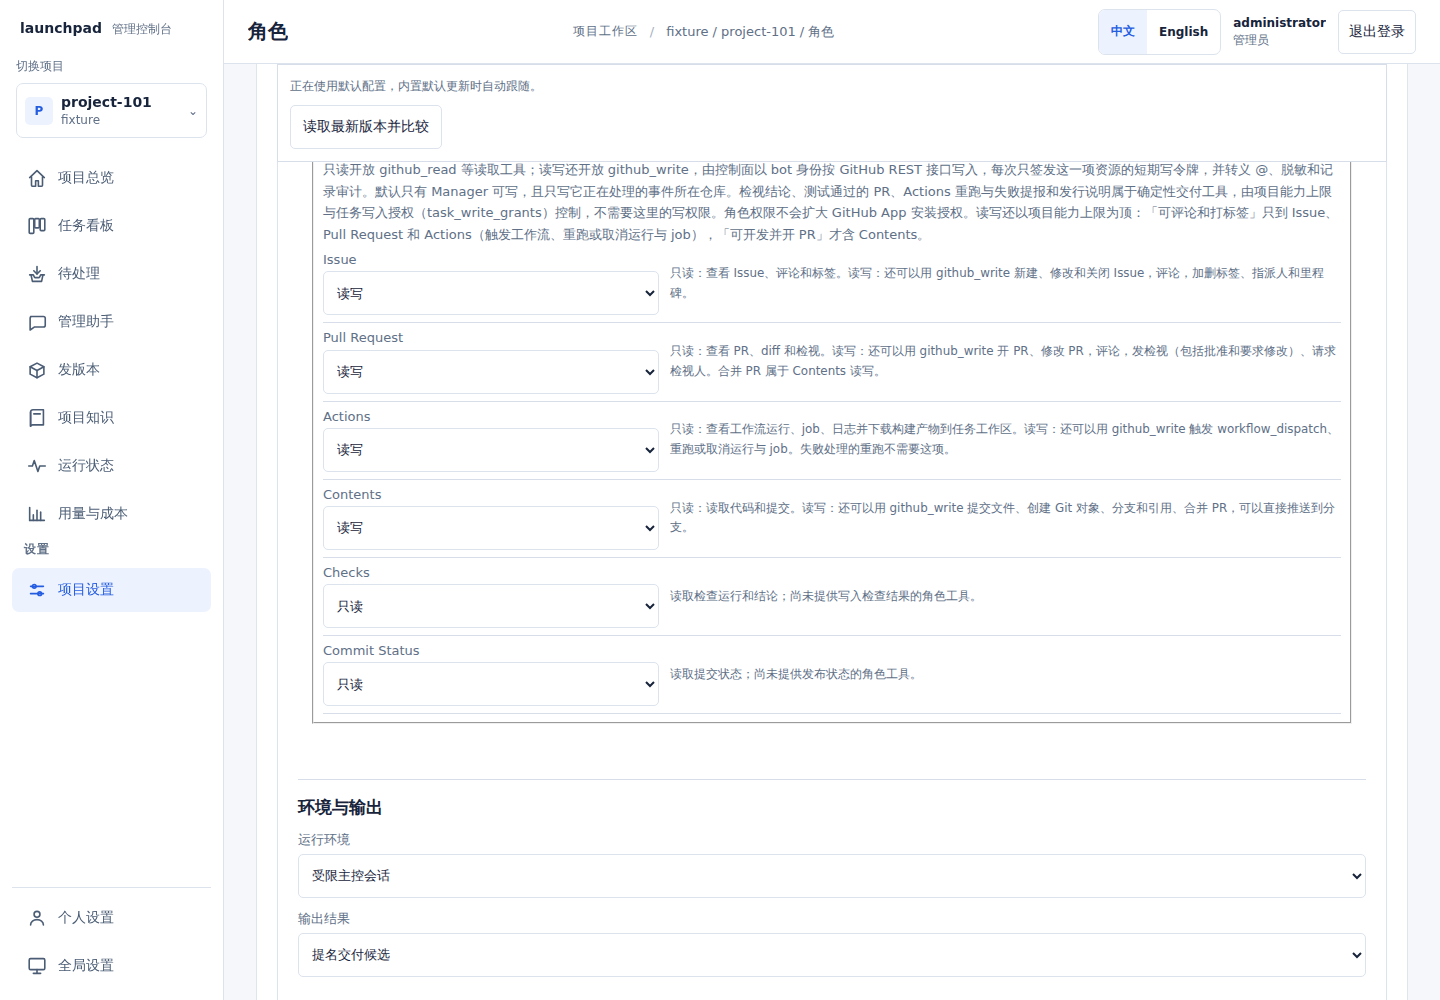 launchpad 管理控制台
切换项目
P
project-101
fixture
项目总览
任务看板
待处理
管理助手
发版本
项目知识
运行状态
用量与成本
设置
项目设置
个人设置
全局设置
角色
项目工作区 / fixture / project-101 / 角色
中文 English
administrator
管理员
退出登录
正在使用默认配置，内置默认更新时自动跟随。
读取最新版本并比较
只读开放 github_read 等读取工具；读写还开放 github_write，由控制面以 bot 身份按 GitHub REST 接口写入，每次只签发这一项资源的短期写令牌，并转义 @、脱敏和记
录审计。默认只有 Manager 可写，且只写它正在处理的事件所在仓库。检视结论、测试通过的 PR、Actions 重跑与失败提报和发行说明属于确定性交付工具，由项目能力上限
与任务写入授权（task_write_grants）控制，不需要这里的写权限。角色权限不会扩大 GitHub App 安装授权。读写还以项目能力上限为顶：「可评论和打标签」只到 Issue、
Pull Request 和 Actions（触发工作流、重跑或取消运行与 job），「可开发并开 PR」才含 Contents。
Issue
读写
只读：查看 Issue、评论和标签。读写：还可以用 github_write 新建、修改和关闭 Issue，评论，加删标签、指派人和里程
碑。
Pull Request
读写
只读：查看 PR、diff 和检视。读写：还可以用 github_write 开 PR、修改 PR，评论，发检视（包括批准和要求修改）、请求
检视人。合并 PR 属于 Contents 读写。
Actions
读写
只读：查看工作流运行、job、日志并下载构建产物到任务工作区。读写：还可以用 github_write 触发 workflow_dispatch、
重跑或取消运行与 job。失败处理的重跑不需要这项。
Contents
读写
只读：读取代码和提交。读写：还可以用 github_write 提交文件、创建 Git 对象、分支和引用、合并 PR，可以直接推送到分
支。
Checks
只读
读取检查运行和结论；尚未提供写入检查结果的角色工具。
Commit Status
只读
读取提交状态；尚未提供发布状态的角色工具。
环境与输出
运行环境
受限主控会话
输出结果
提名交付候选